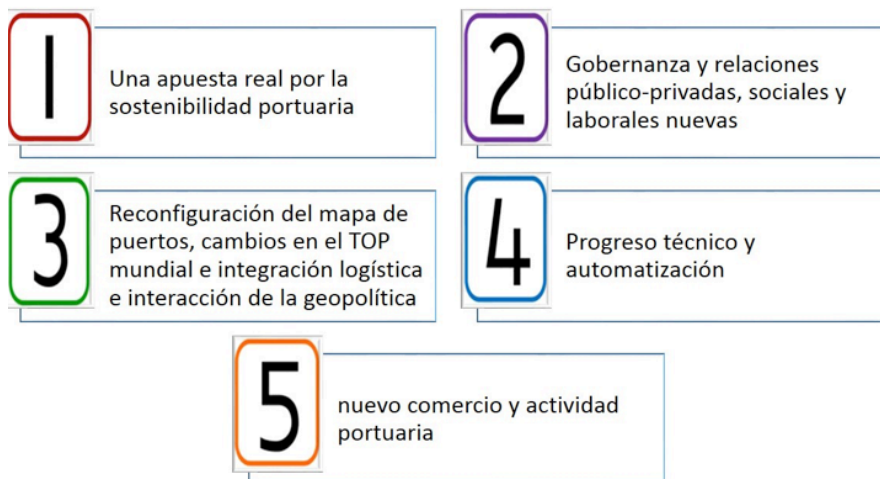 1
Una apuesta real por la
sostenibilidad portuaria
2
Gobernanza y relaciones
público-privadas, sociales y
laborales nuevas
3
Reconfiguración del mapa de
puertos, cambios en el TOP
mundial e integración logística
e interacción de la geopolítica
4
Progreso técnico y
automatización
5
nuevo comercio y actividad
portuaria